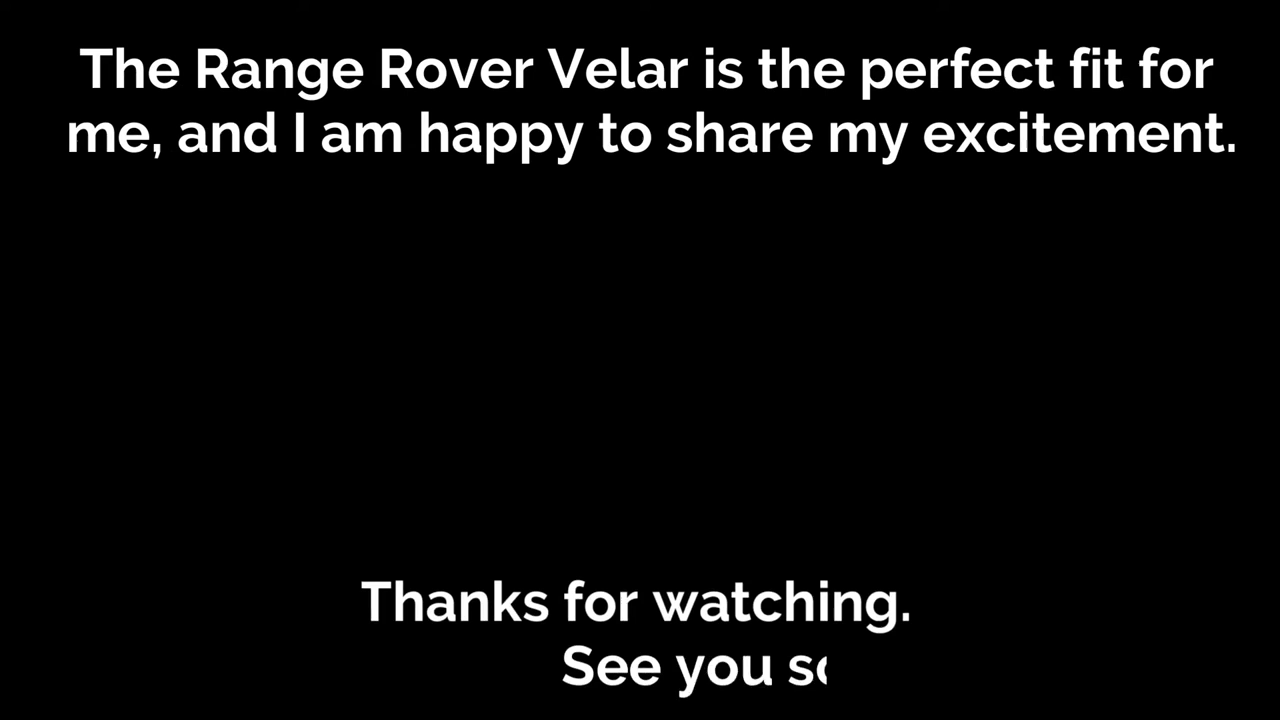 The Range Rover Velar is the perfect fit for
me, and I am happy to share my excitement.
Thanks for watching.
See you